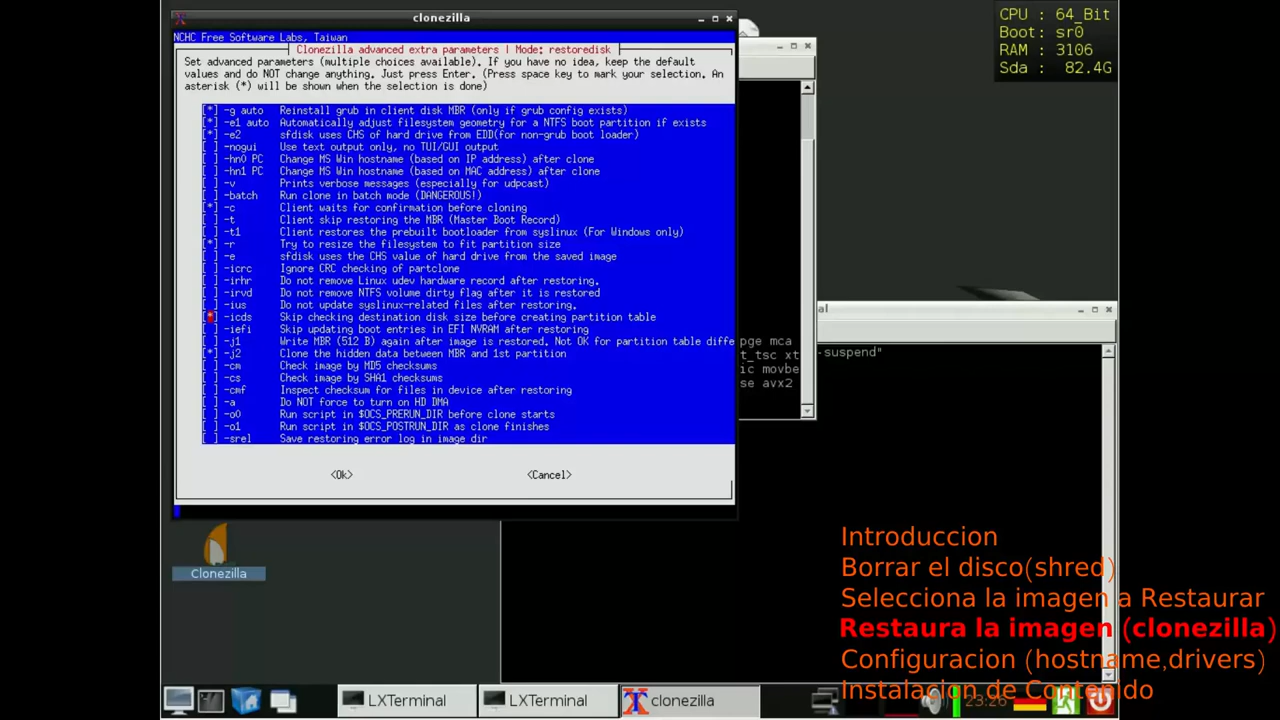 clonezilla
CPU : 64_Bit
Boot: sr0
RAM : 3106
Sda : 82.4G
NCHC Free Software Labs, Taiwan
Clonezilla advanced extra parameters | Mode: restoredisk
Set advanced parameters (multiple choices available). If you have no idea, keep the default
values and do NOT change anything. Just press Enter. (Press space key to mark your selection. An
asterisk (*) will be shown when the selection is done)
[*] -g auto Reinstall grub in client disk MBR (only if grub config exists)
[*] -e1 auto Automatically adjust filesystem geometry for a NTFS boot partition if exists
[*] -e2 sfdisk uses CHS of hard drive from EDD(for non-grub boot loader)
[ ] -nogui Use text output only, no TUI/GUI output
[ ] -hn0 PC Change MS Win hostname (based on IP address) after clone
[ ] -hn1 PC Change MS Win hostname (based on MAC address) after clone
[ ] -v Prints verbose messages (especially for udpcast)
[ ] -batch Run clone in batch mode (DANGEROUS!)
[*] -c Client waits for confirmation before cloning
[ ] -t Client skip restoring the MBR (Master Boot Record)
[ ] -t1 Client restores the prebuilt bootloader from syslinux (For Windows only)
[*] -r Try to resize the filesystem to fit partition size
[ ] -e sfdisk uses the CHS value of hard drive from the saved image
[ ] -icrc Ignore CRC checking of partclone
[ ] -irhr Do not remove Linux udev hardware record after restoring.
[ ] -irvd Do not remove NTFS volume dirty flag after it is restored
[ ] -ius Do not update syslinux-related files after restoring.
[*] -icds Skip checking destination disk size before creating partition table
[ ] -iefi Skip updating boot entries in EFI NVRAM after restoring
[ ] -j1 Write MBR (512 B) again after image is restored. Not OK for partition table diffe
[*] -j2 Clone the hidden data between MBR and 1st partition
[ ] -cm Check image by MD5 checksums
[ ] -cs Check image by SHA1 checksums
[ ] -cmf Inspect checksum for files in device after restoring
[ ] -a Do NOT force to turn on HD DMA
[ ] -o0 Run script in $OCS_PRERUN_DIR before clone starts
[ ] -o1 Run script in $OCS_POSTRUN_DIR as clone finishes
[ ] -srel Save restoring error log in image dir
<Ok> <Cancel>
pge mca
t_tsc xt
ic movbe
se avx2
al
-suspend"
Clonezilla
Introduccion
Borrar el disco(shred)
Selecciona la imagen a Restaurar
Restaura la imagen (clonezilla)
Configuracion (hostname,drivers)
Instalacion de Contenido
LXTerminal
LXTerminal
clonezilla
23:26